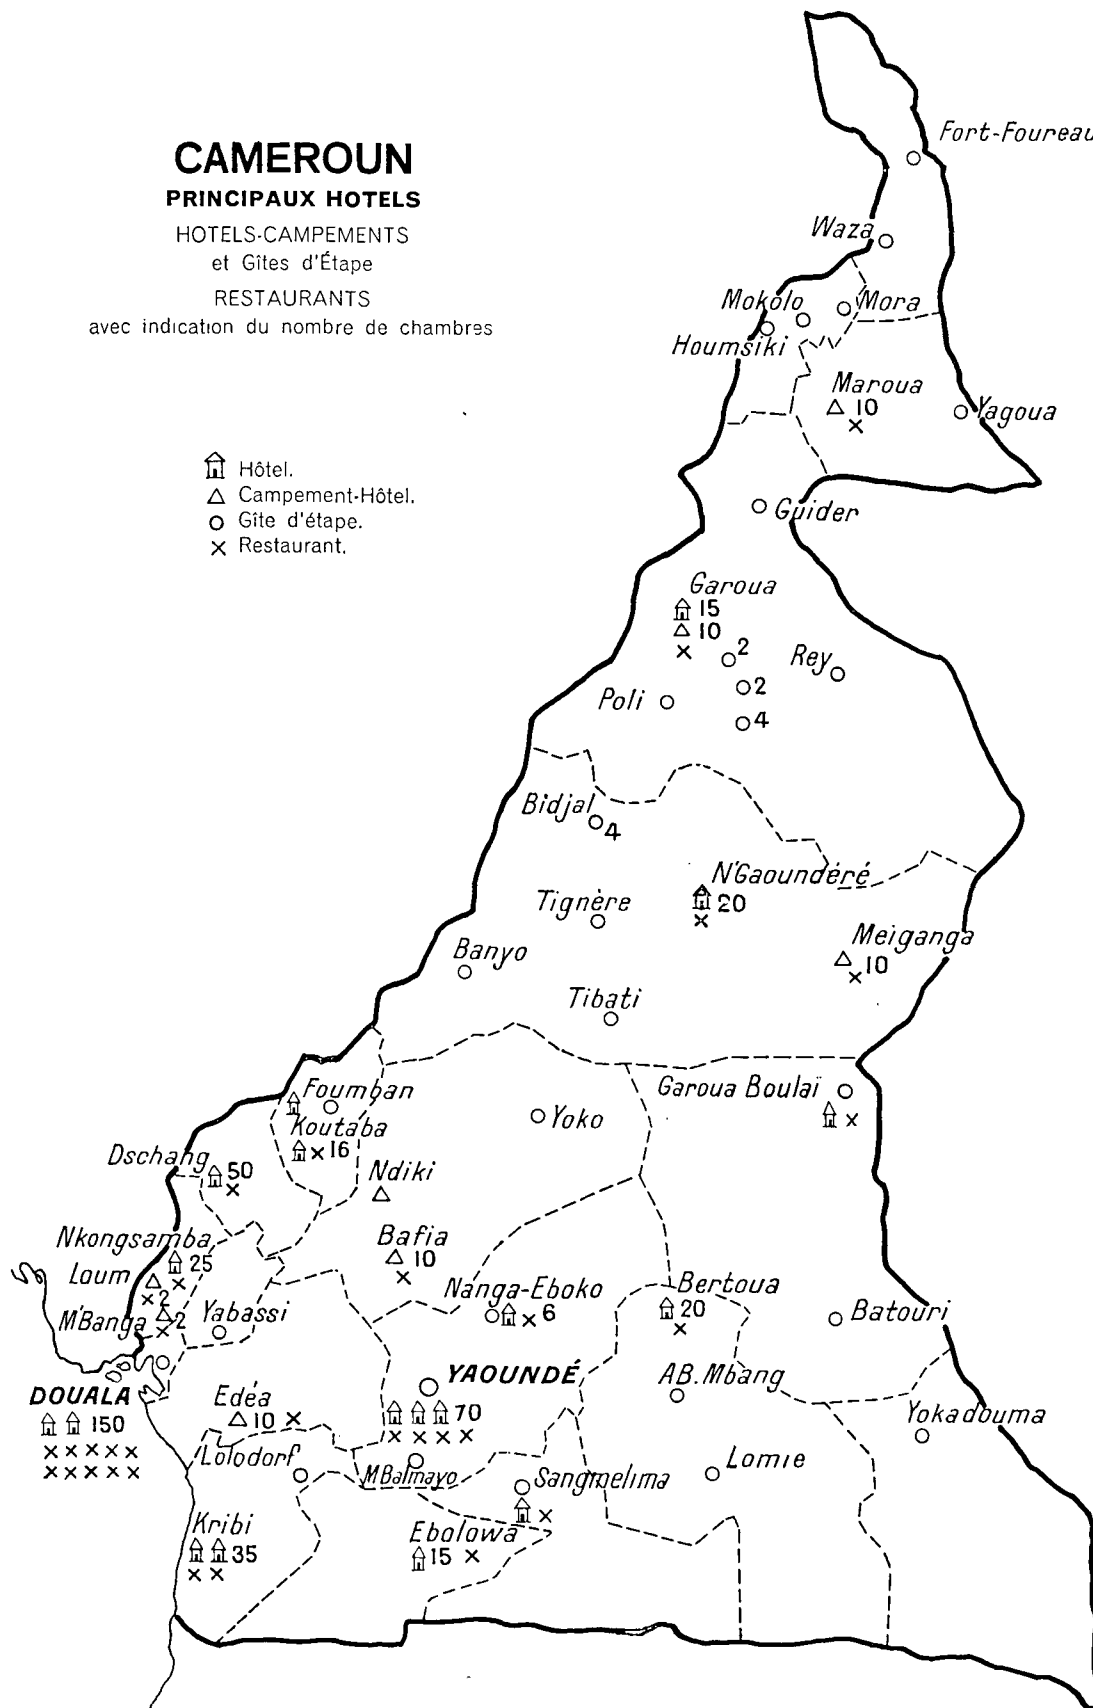 CAMEROUN
PRINCIPAUX HOTELS
HOTELS-CAMPEMENTS
et Gîtes d'Étape
RESTAURANTS
avec indication du nombre de chambres
Hôtel.
Campement-Hôtel.
Gîte d'étape.
Restaurant.
Fort-Foureau
Waza
Mokolo
Mora
Houmsiki
Maroua
10
Yagoua
Guider
Garoua
15
10
2
Rey
2
Poli
4
Bidjal
4
N'Gaoundéré
20
Tignère
Meiganga
10
Banyo
Tibati
Foumban
Garoua Boulaï
Koutaba
16
Yoko
Dschang
50
Ndiki
Nkongsamba
25
Bafia
10
Loum
2
Nanga-Eboko
6
Bertoua
20
M'Banga
2
Yabassi
Batouri
DOUALA
150
YAOUNDÉ
70
AB. Mbang
Edéa
10
Yokadouma
Lolodorf
MBalmayo
Sangmelima
Lomie
Kribi
35
Ebolowa
15